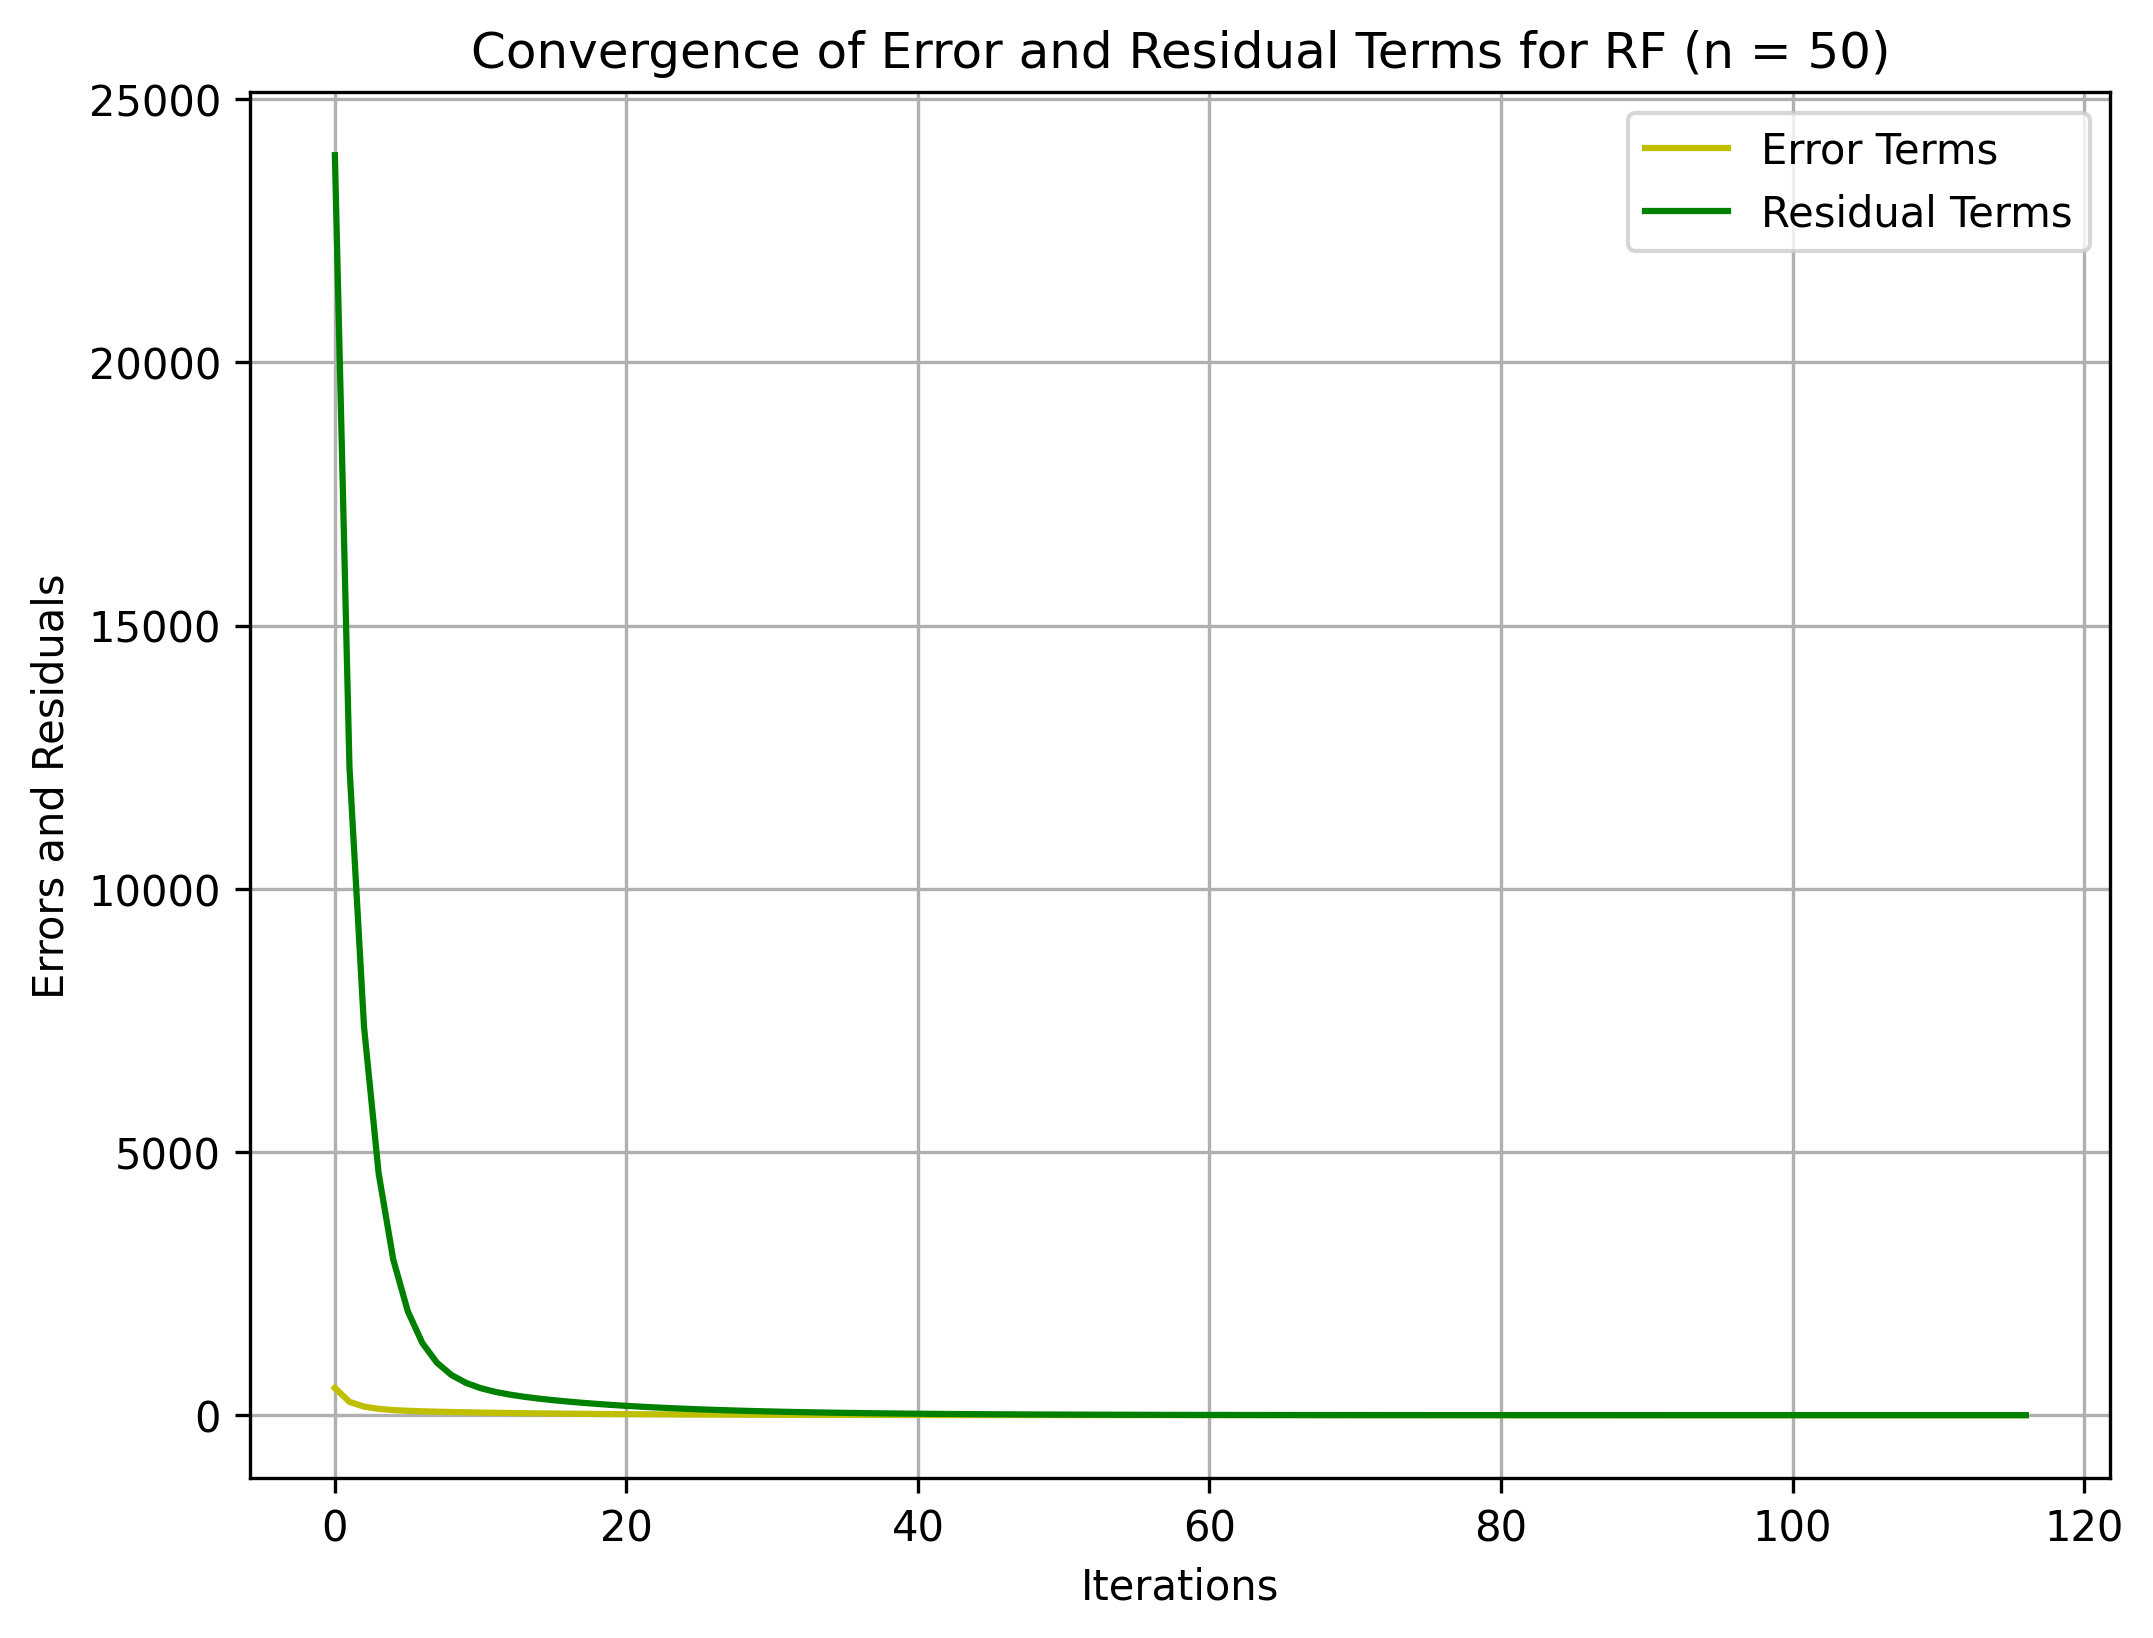 Convergence of Error and Residual Terms for RF (n = 50)
Error Terms
Residual Terms
Errors and Residuals
25000
20000
15000
10000
5000
0
0 20 40 60 80 100 120
Iterations